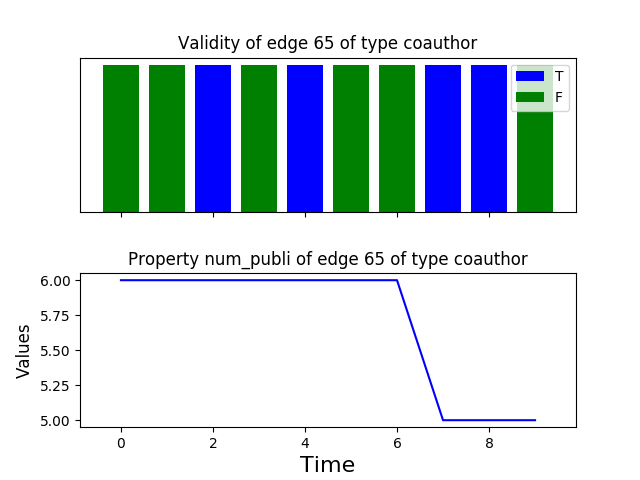 Validity of edge 65 of type coauthor
T
F
Property num_publi of edge 65 of type coauthor
6.00
5.75
5.50
5.25
5.00
Values
0 2 4 6 8
Time